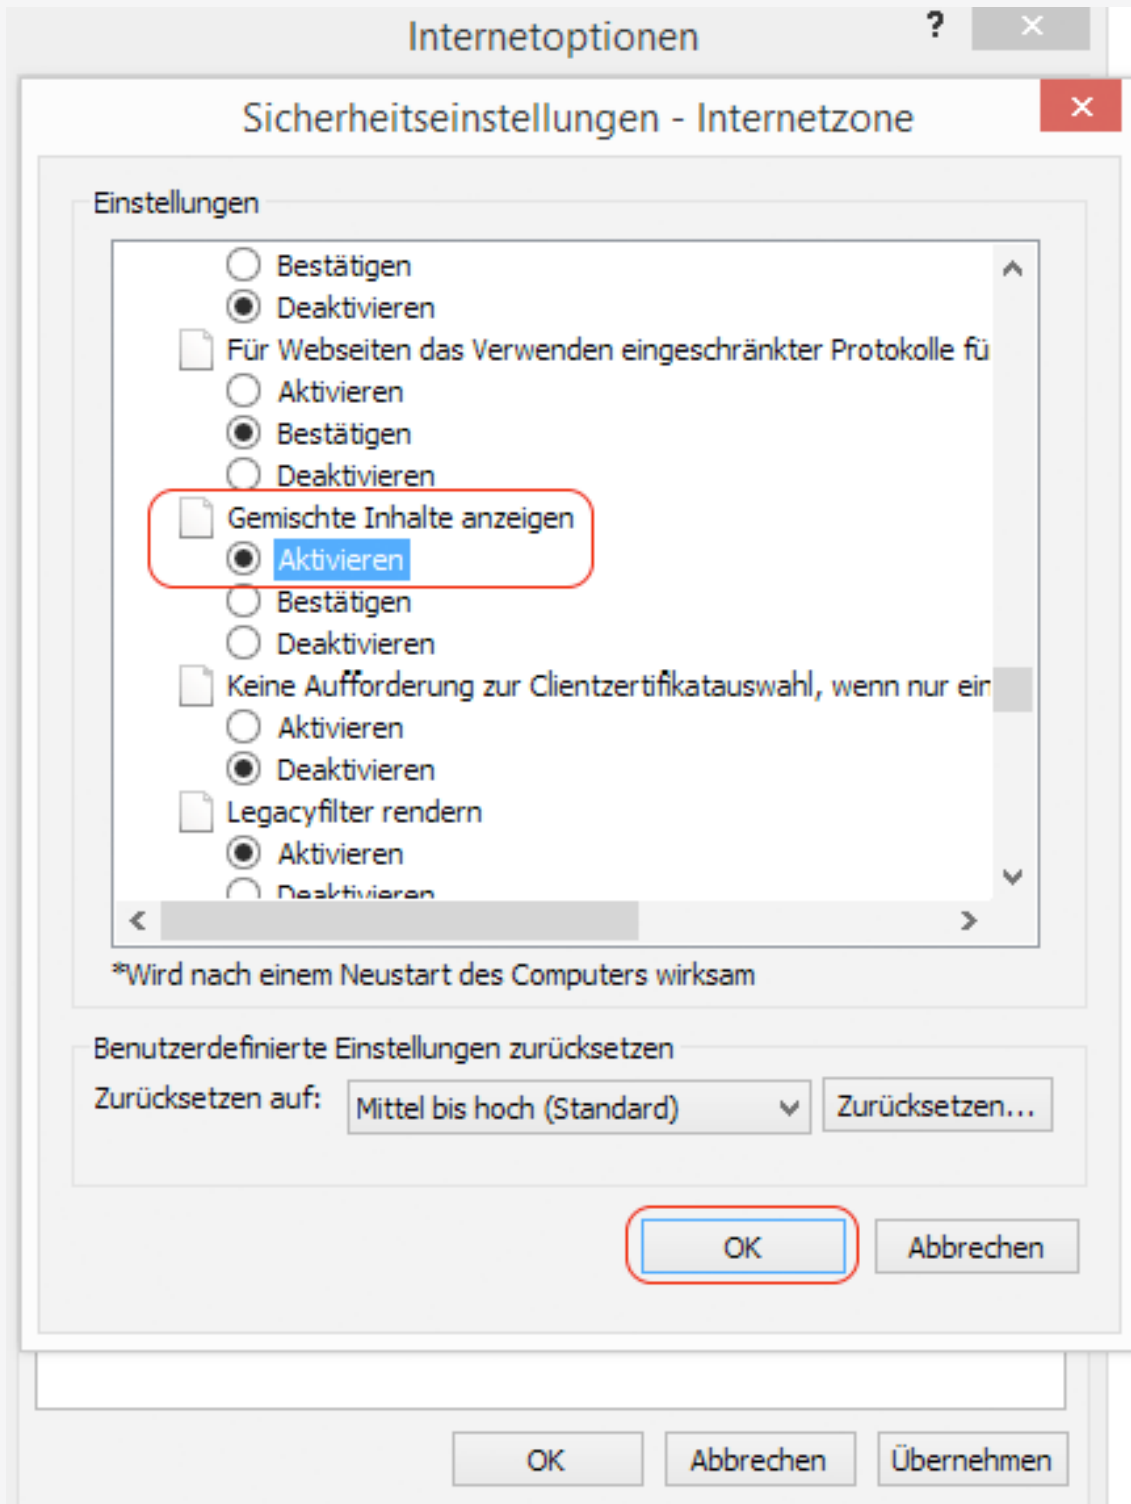 Internetoptionen ?
Sicherheitseinstellungen - Internetzone
Einstellungen
Bestätigen
Deaktivieren
Für Webseiten das Verwenden eingeschränkter Protokolle fü
Aktivieren
Bestätigen
Deaktivieren
Gemischte Inhalte anzeigen
Aktivieren
Bestätigen
Deaktivieren
Keine Aufforderung zur Clientzertifikatauswahl, wenn nur ein
Aktivieren
Deaktivieren
Legacyfilter rendern
Aktivieren
Deaktivieren
*Wird nach einem Neustart des Computers wirksam
Benutzerdefinierte Einstellungen zurücksetzen
Zurücksetzen auf: Mittel bis hoch (Standard) Zurücksetzen...
OK Abbrechen
OK Abbrechen Übernehmen